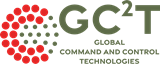 GC²T
GLOBAL
COMMAND AND CONTROL
TECHNOLOGIES